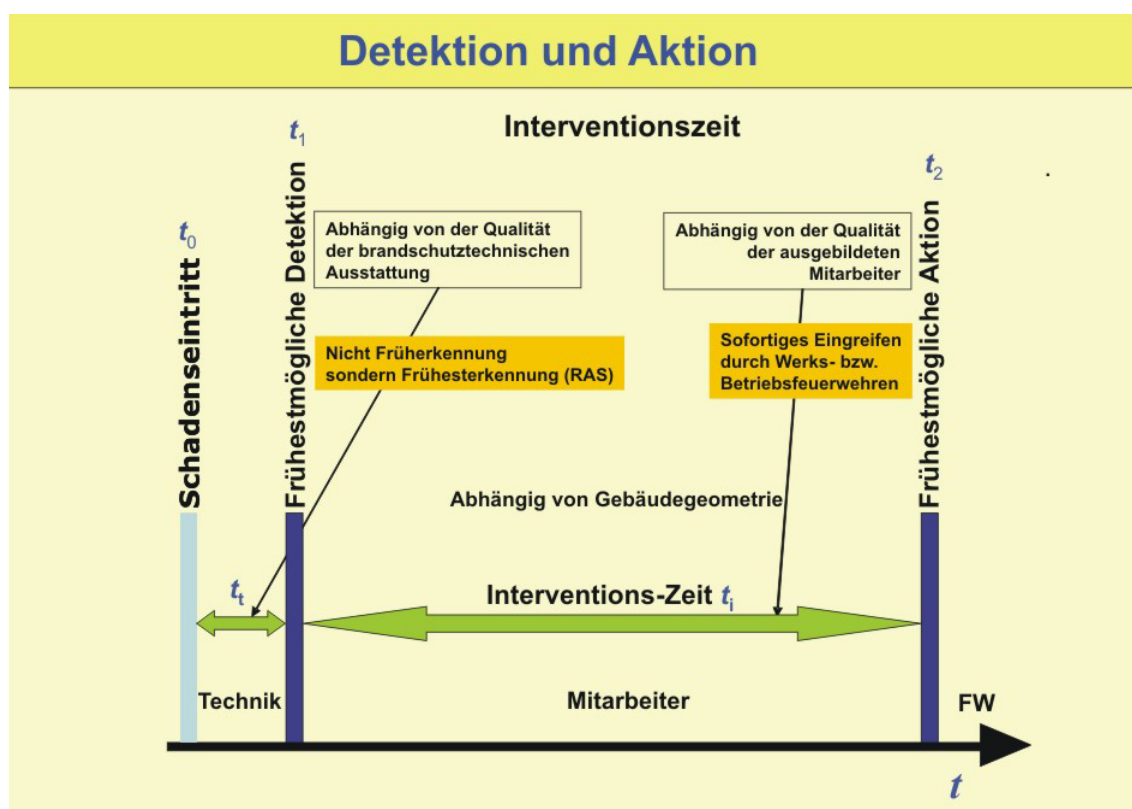 Detektion und Aktion
Interventionszeit
t0
Schadenseintritt
t1
Frühestmögliche Detektion
t2
Frühestmögliche Aktion
Abhängig von der Qualität
der brandschutztechnischen
Ausstattung
Abhängig von der Qualität
der ausgebildeten
Mitarbeiter
Nicht Früherkennung
sondern Frühesterkennung (RAS)
Sofortiges Eingreifen
durch Werks- bzw.
Betriebsfeuerwehren
Abhängig von Gebäudegeometrie
tt
Interventions-Zeit ti
Technik
Mitarbeiter
FW
t